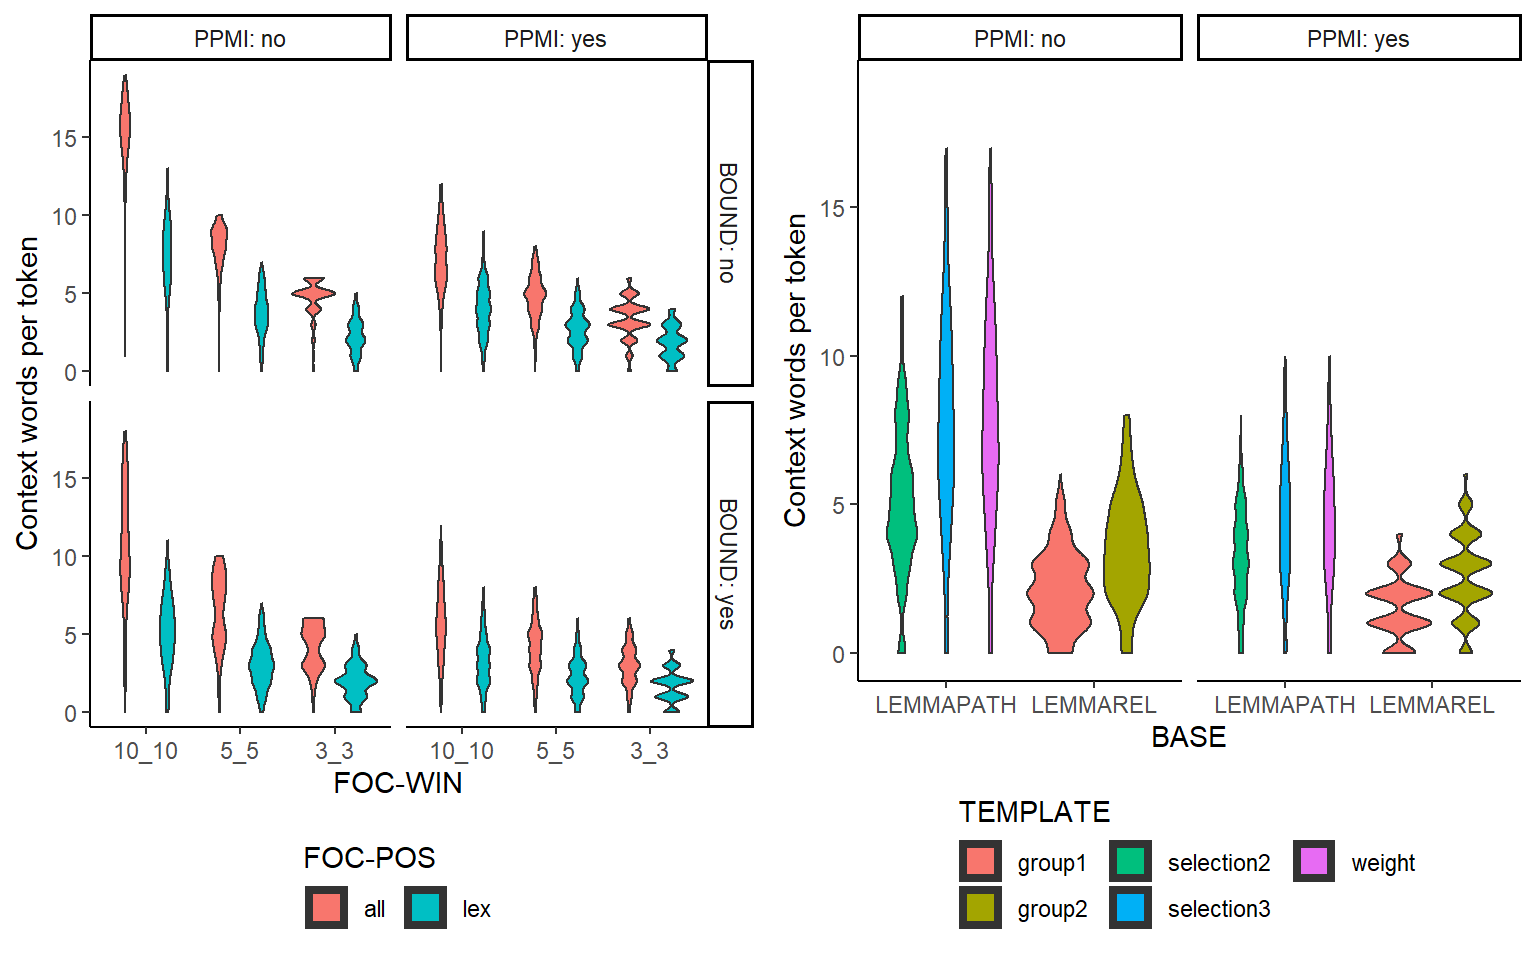 PPMI: no
PPMI: yes
Context words per token
15
10
5
0
BOUND: no
15
10
5
0
BOUND: yes
10_10
5_5
3_3
10_10
5_5
3_3
FOC-WIN
FOC-POS
all
lex
PPMI: no
PPMI: yes
Context words per token
15
10
5
0
LEMMAPATH
LEMMAREL
LEMMAPATH
LEMMAREL
BASE
TEMPLATE
group1
selection2
weight
group2
selection3